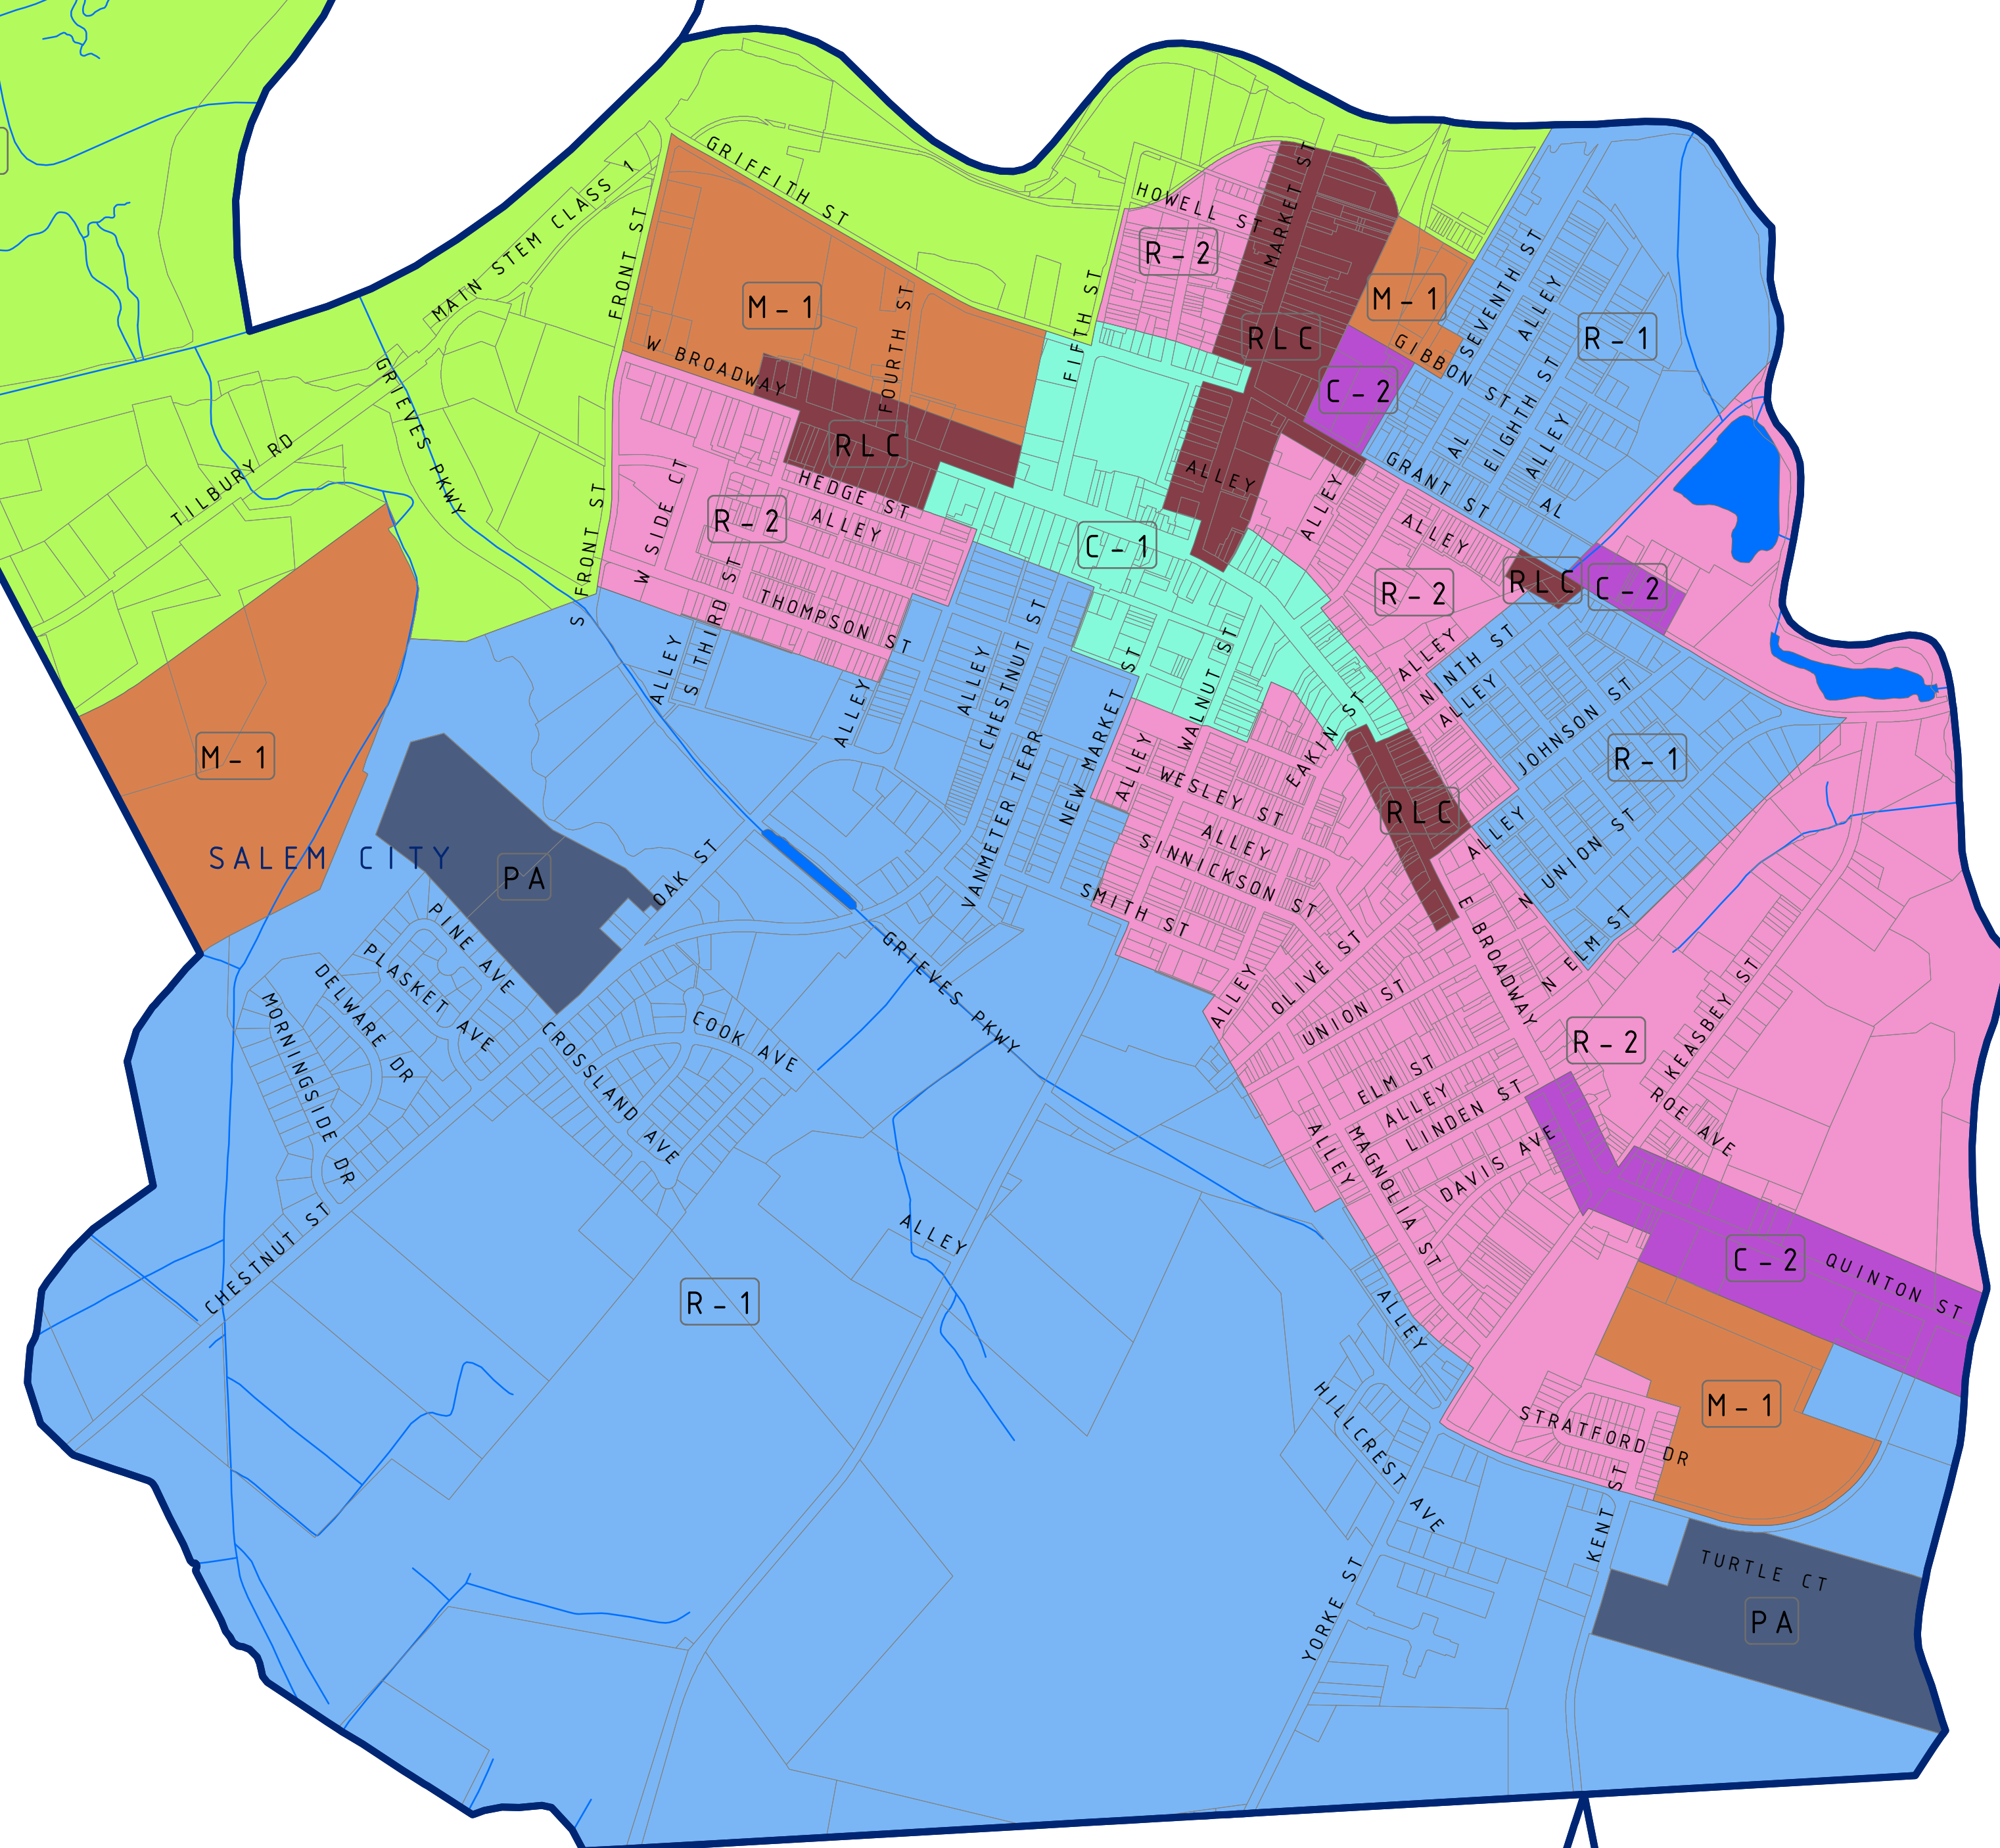 MAIN STEM CLASS 1
GRIFFITH ST
HOWELL ST
MARKET ST
R-2
FRONT ST
M-1
FOURTH ST
FIFTH ST
RLC
M-1
SEVENTH ST
ALLEY
R-1
GIBBON ST
W BROADWAY
C-2
EIGHTH ST
GRIEVES PKWY
TILBURY RD
RLC
AL
ALLEY
GRANT ST
AL
ALLEY
ALLEY
ALLEY
HEDGE ST
ALLEY
R-2
W SIDE CT
S FRONT ST
C-1
R-2
RLC
C-2
THOMPSON ST
S THIRD ST
ALLEY
ALLEY
ALLEY
CHESTNUT ST
ST
WALNUT ST
ALLEY
NINTH ST
ALLEY
JOHNSON ST
R-1
M-1
VANMETER TERR
NEW MARKET
ALLEY
WESLEY ST
EAKIN ST
RLC
ALLEY
N UNION ST
SALEM CITY
PA
OAK ST
ALLEY
SINNICKSON ST
SMITH ST
E BROADWAY
N ELM ST
PINE AVE
PLASKET AVE
DELWARE DR
MORNINGSIDE DR
GRIEVES PKWY
ALLEY
OLIVE ST
UNION ST
KEASBEY ST
R-2
COOK AVE
CROSSLAND AVE
ELM ST
ALLEY
LINDEN ST
ROE AVE
ALLEY
MAGNOLIA ST
DAVIS AVE
CHESTNUT ST
ALLEY
C-2
QUINTON ST
R-1
ALLEY
HILLCREST AVE
M-1
STRATFORD DR
KENT ST
YORKE ST
TURTLE CT
PA